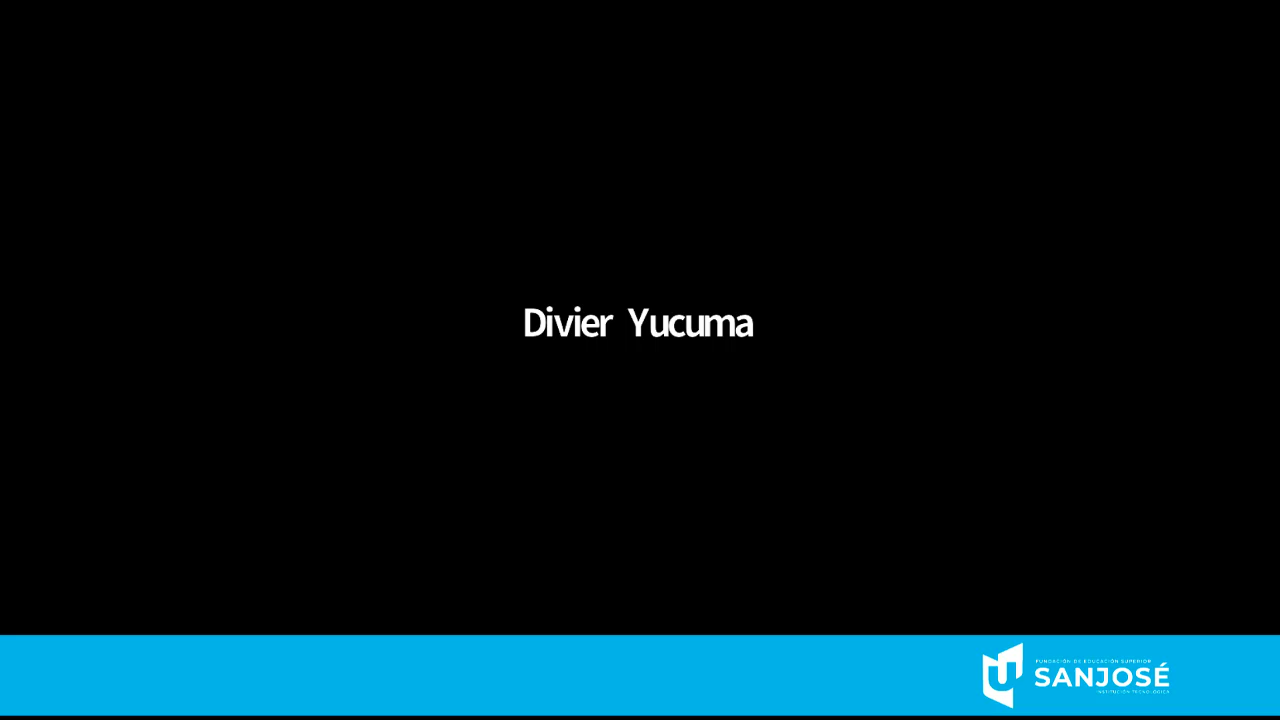 Divier Yucuma
FUNDACIÓN DE EDUCACIÓN SUPERIOR
SANJOSÉ
INSTITUCIÓN TECNOLÓGICA